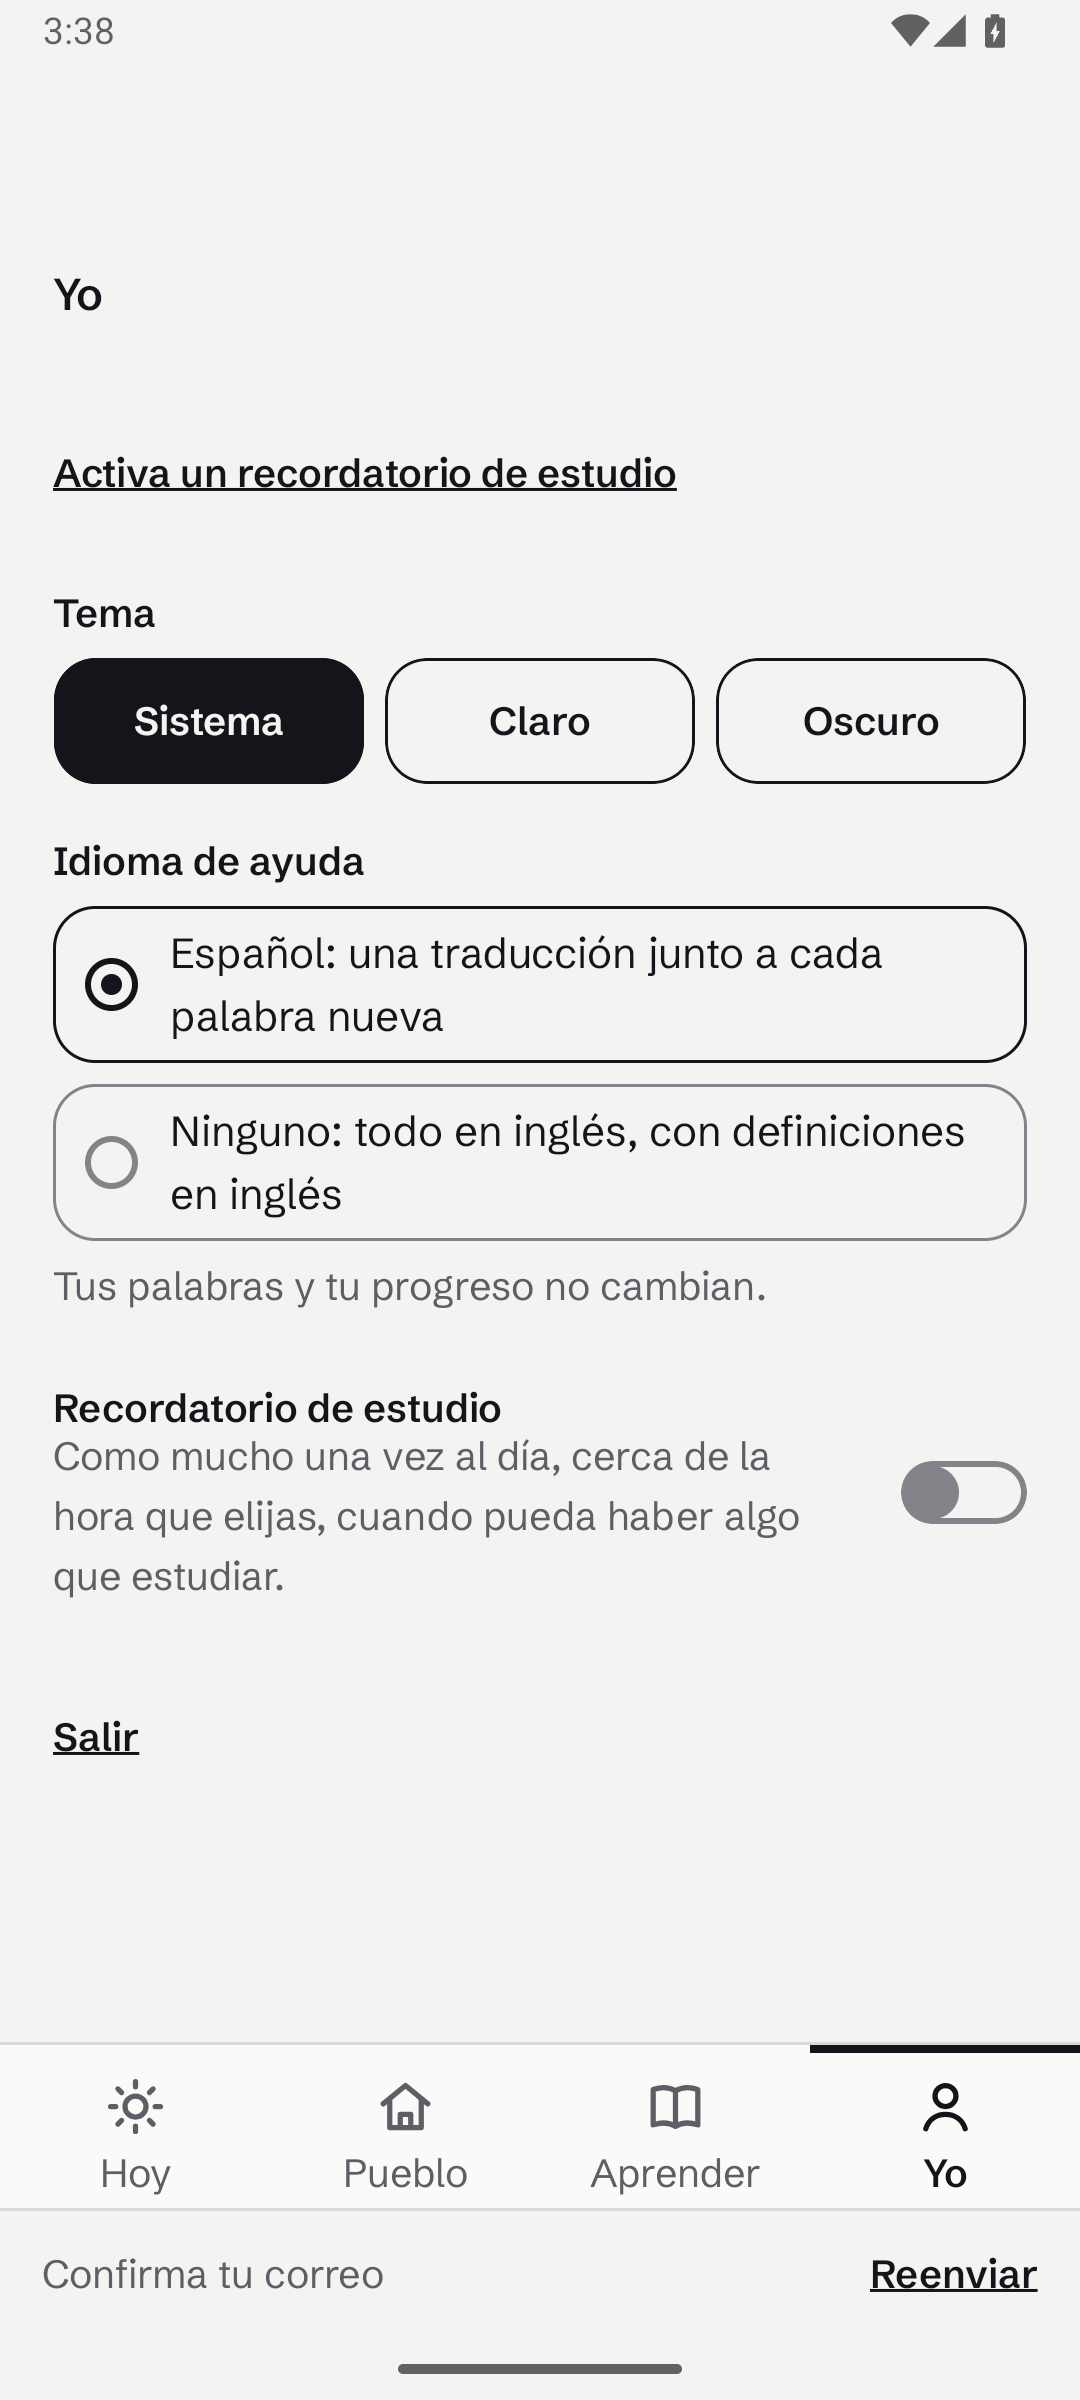 3:38
Yo
Activa un recordatorio de estudio
Tema
Sistema
Claro
Oscuro
Idioma de ayuda
Español: una traducción junto a cada
palabra nueva
Ninguno: todo en inglés, con definiciones
en inglés
Tus palabras y tu progreso no cambian.
Recordatorio de estudio
Como mucho una vez al día, cerca de la
hora que elijas, cuando pueda haber algo
que estudiar.
Salir
Hoy
Pueblo
Aprender
Yo
Confirma tu correo
Reenviar